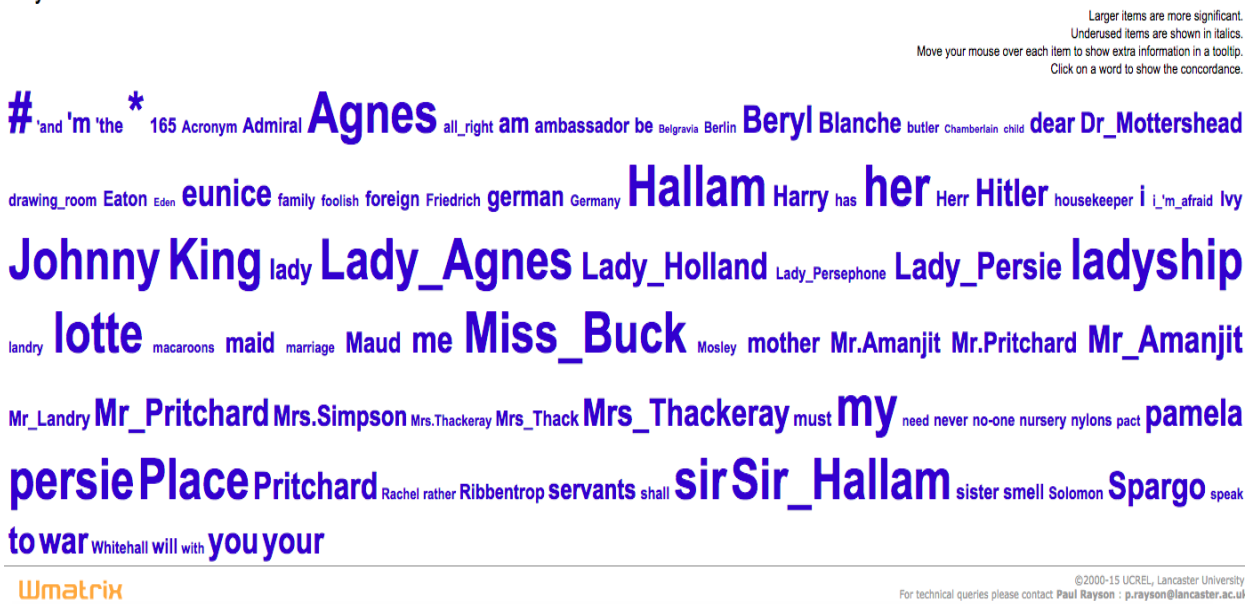 Larger items are more significant.
Underused items are shown in italics.
Move your mouse over each item to show extra information in a tooltip.
Click on a word to show the concordance.
# 'and 'm 'the * 165 Acronym Admiral Agnes all_right am ambassador be Belgravia Berlin Beryl Blanche butler Chamberlain child dear Dr_Mottershead
drawing_room Eaton Eden eunice family foolish foreign Friedrich german Germany Hallam Harry has her Herr Hitler housekeeper i i_'m_afraid Ivy
Johnny King lady Lady_Agnes Lady_Holland Lady_Persephone Lady_Persie ladyship
landry lotte macaroons maid marriage Maud me Miss_Buck Mosley mother Mr.Amanjit Mr.Pritchard Mr_Amanjit
Mr_Landry Mr_Pritchard Mrs.Simpson Mrs.Thackeray Mrs_Thack Mrs_Thackeray must my need never no-one nursery nylons pact pamela
persie Place Pritchard Rachel rather Ribbentrop servants shall sir Sir_Hallam sister smell Solomon Spargo speak
to war Whitehall will with you your
Wmatrix
©2000-15 UCREL, Lancaster University
For technical queries please contact Paul Rayson : p.rayson@lancaster.ac.uk